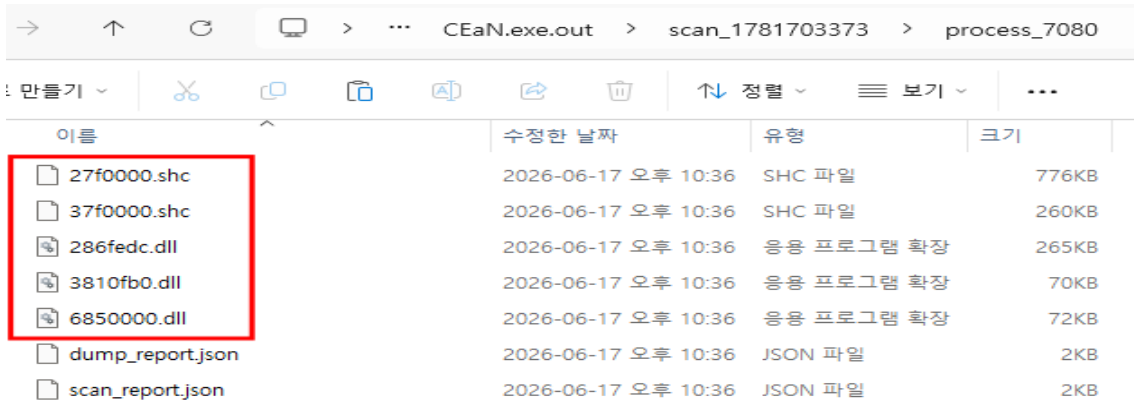 ··· CEaN.exe.out > scan_1781703373 > process_7080
만들기 정렬 보기 ···
이름 수정한 날짜 유형 크기
27f0000.shc 2026-06-17 오후 10:36 SHC 파일 776KB
37f0000.shc 2026-06-17 오후 10:36 SHC 파일 260KB
286fedc.dll 2026-06-17 오후 10:36 응용 프로그램 확장 265KB
3810fb0.dll 2026-06-17 오후 10:36 응용 프로그램 확장 70KB
6850000.dll 2026-06-17 오후 10:36 응용 프로그램 확장 72KB
dump_report.json 2026-06-17 오후 10:36 JSON 파일 2KB
scan_report.json 2026-06-17 오후 10:36 JSON 파일 2KB